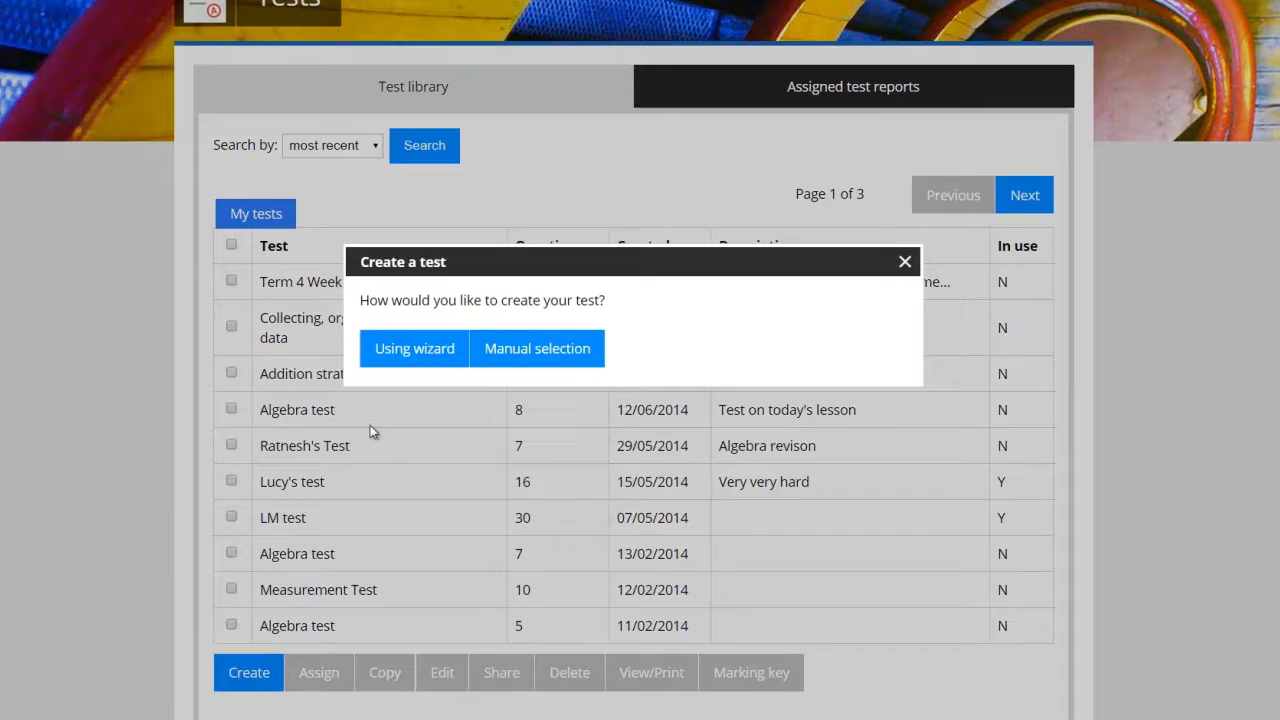 Tests
Test library
Assigned test reports
Search by: most recent Search
Page 1 of 3 Previous Next
My tests
Test In use
Create a test
How would you like to create your test?
Using wizard Manual selection
Term 4 Week me... N
Collecting, N
data
Addition N
Algebra test 8 12/06/2014 Test on today's lesson N
Ratnesh's Test 7 29/05/2014 Algebra revison N
Lucy's test 16 15/05/2014 Very very hard Y
LM test 30 07/05/2014 Y
Algebra test 7 13/02/2014 N
Measurement Test 10 12/02/2014 N
Algebra test 5 11/02/2014 N
Create Assign Copy Edit Share Delete View/Print Marking key